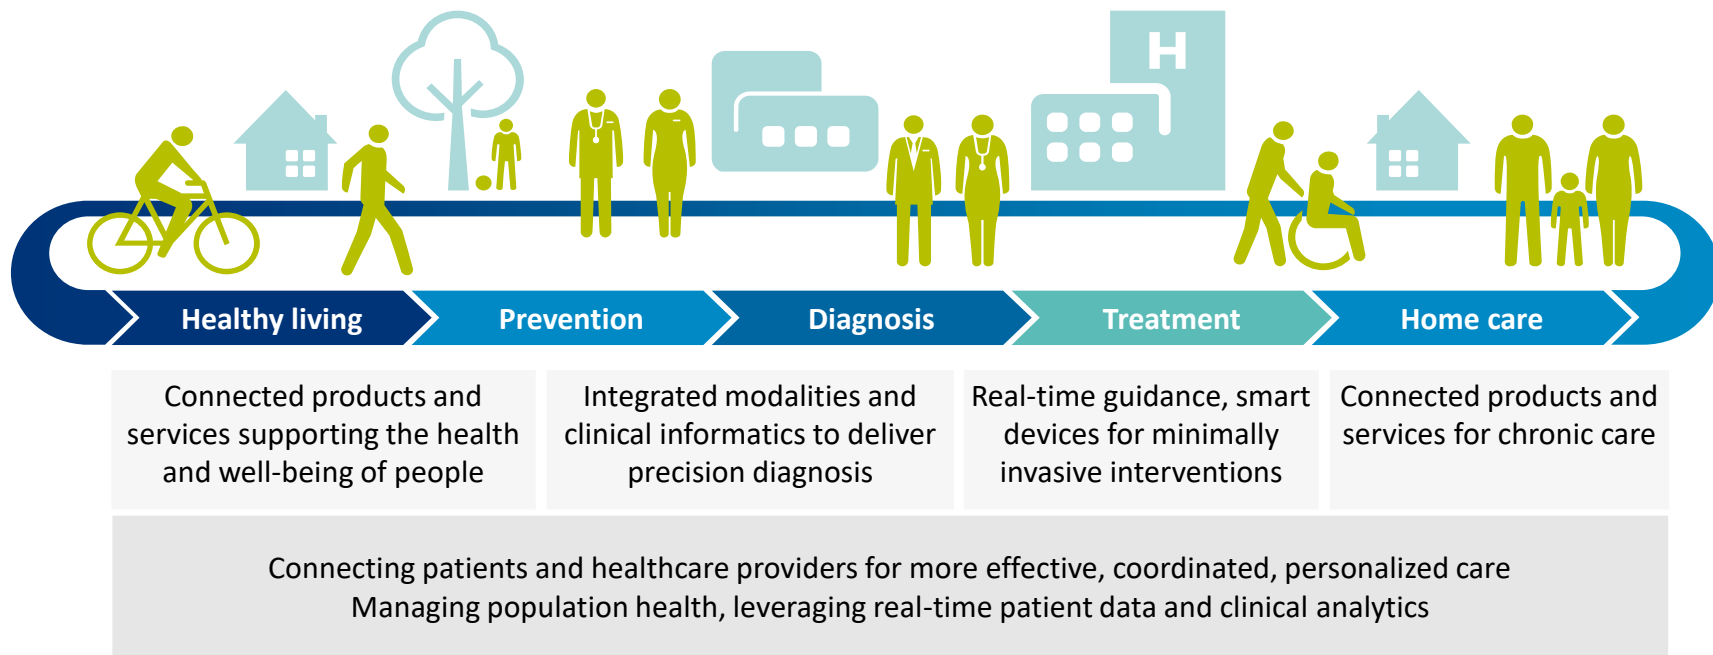 H
Healthy living
Prevention
Diagnosis
Treatment
Home care
Connected products and
services supporting the health
and well-being of people
Integrated modalities and
clinical informatics to deliver
precision diagnosis
Real-time guidance, smart
devices for minimally
invasive interventions
Connected products and
services for chronic care
Connecting patients and healthcare providers for more effective, coordinated, personalized care
Managing population health, leveraging real-time patient data and clinical analytics